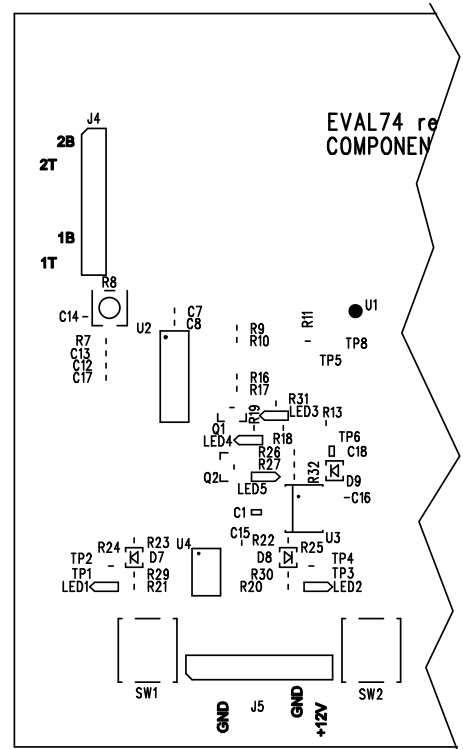 J4
2B
2T
1B
1T
EVAL74 re
COMPONEN
R8
C14
U2
C7
C8
R11
U1
R7
C13
C12
C17
R9
R10
TP8
TP5
R16
R17
R31
R19
LED3
R13
Q1
LED4
R18
TP6
R26
C18
R27
R32
Q2
LED5
D9
C16
C1
C15
U3
R24
R23
U4
R22
R25
TP2
D7
D8
TP4
TP1
R29
R30
TP3
LED1
R21
R20
LED2
SW1
SW2
GND
J5
GND
+12V